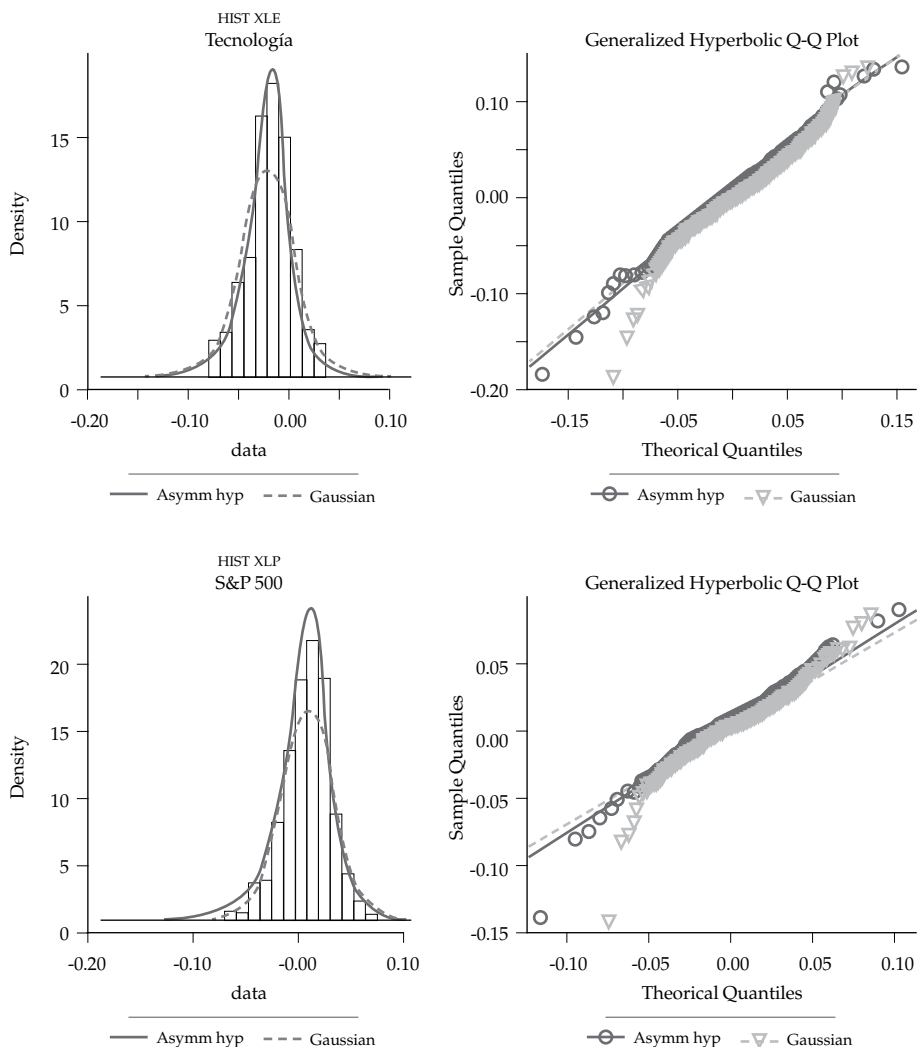 HIST XLE
Tecnología
Density
15
10
5
0
-0.20
-0.10
0.00
0.10
data
Asymm hyp
Gaussian
Generalized Hyperbolic Q-Q Plot
Sample Quantiles
0.10
0.00
-0.10
-0.20
-0.15
-0.05
0.05
0.15
Theorical Quantiles
Asymm hyp
Gaussian
HIST XLP
S&P 500
Density
20
15
10
5
0
-0.20
-0.10
-0.00
0.10
data
Asymm hyp
Gaussian
Generalized Hyperbolic Q-Q Plot
Sample Quantiles
0.05
0.00
-0.05
-0.10
-0.15
-0.10
-0.05
0.00
0.05
Theorical Quantiles
Asymm hyp
Gaussian